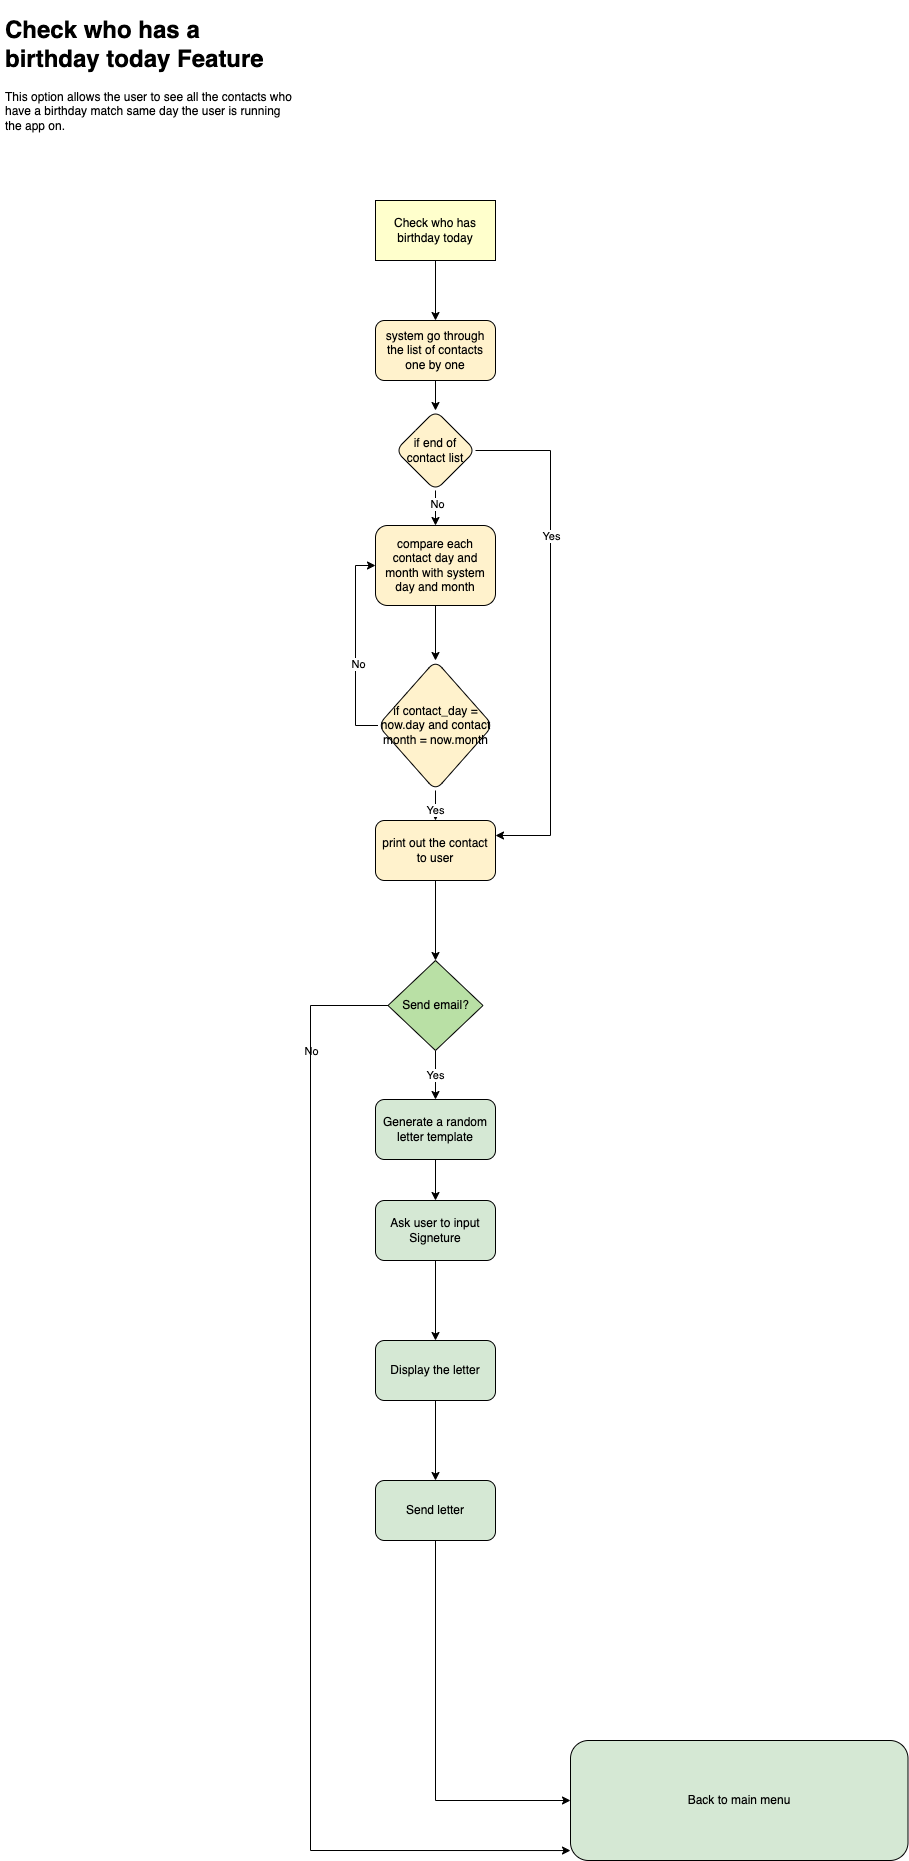 Check who has a
birthday today Feature
This option allows the user to see all the contacts who
have a birthday match same day the user is running
the app on.
Check who has
birthday today
system go through
the list of contacts
one by one
if end of
contact list
No
Yes
compare each
contact day and
month with system
day and month
No
if contact_day =
now.day and contact
month = now.month
Yes
print out the contact
to user
Send email?
No
Yes
Generate a random
letter template
Ask user to input
Signeture
Display the letter
Send letter
Back to main menu